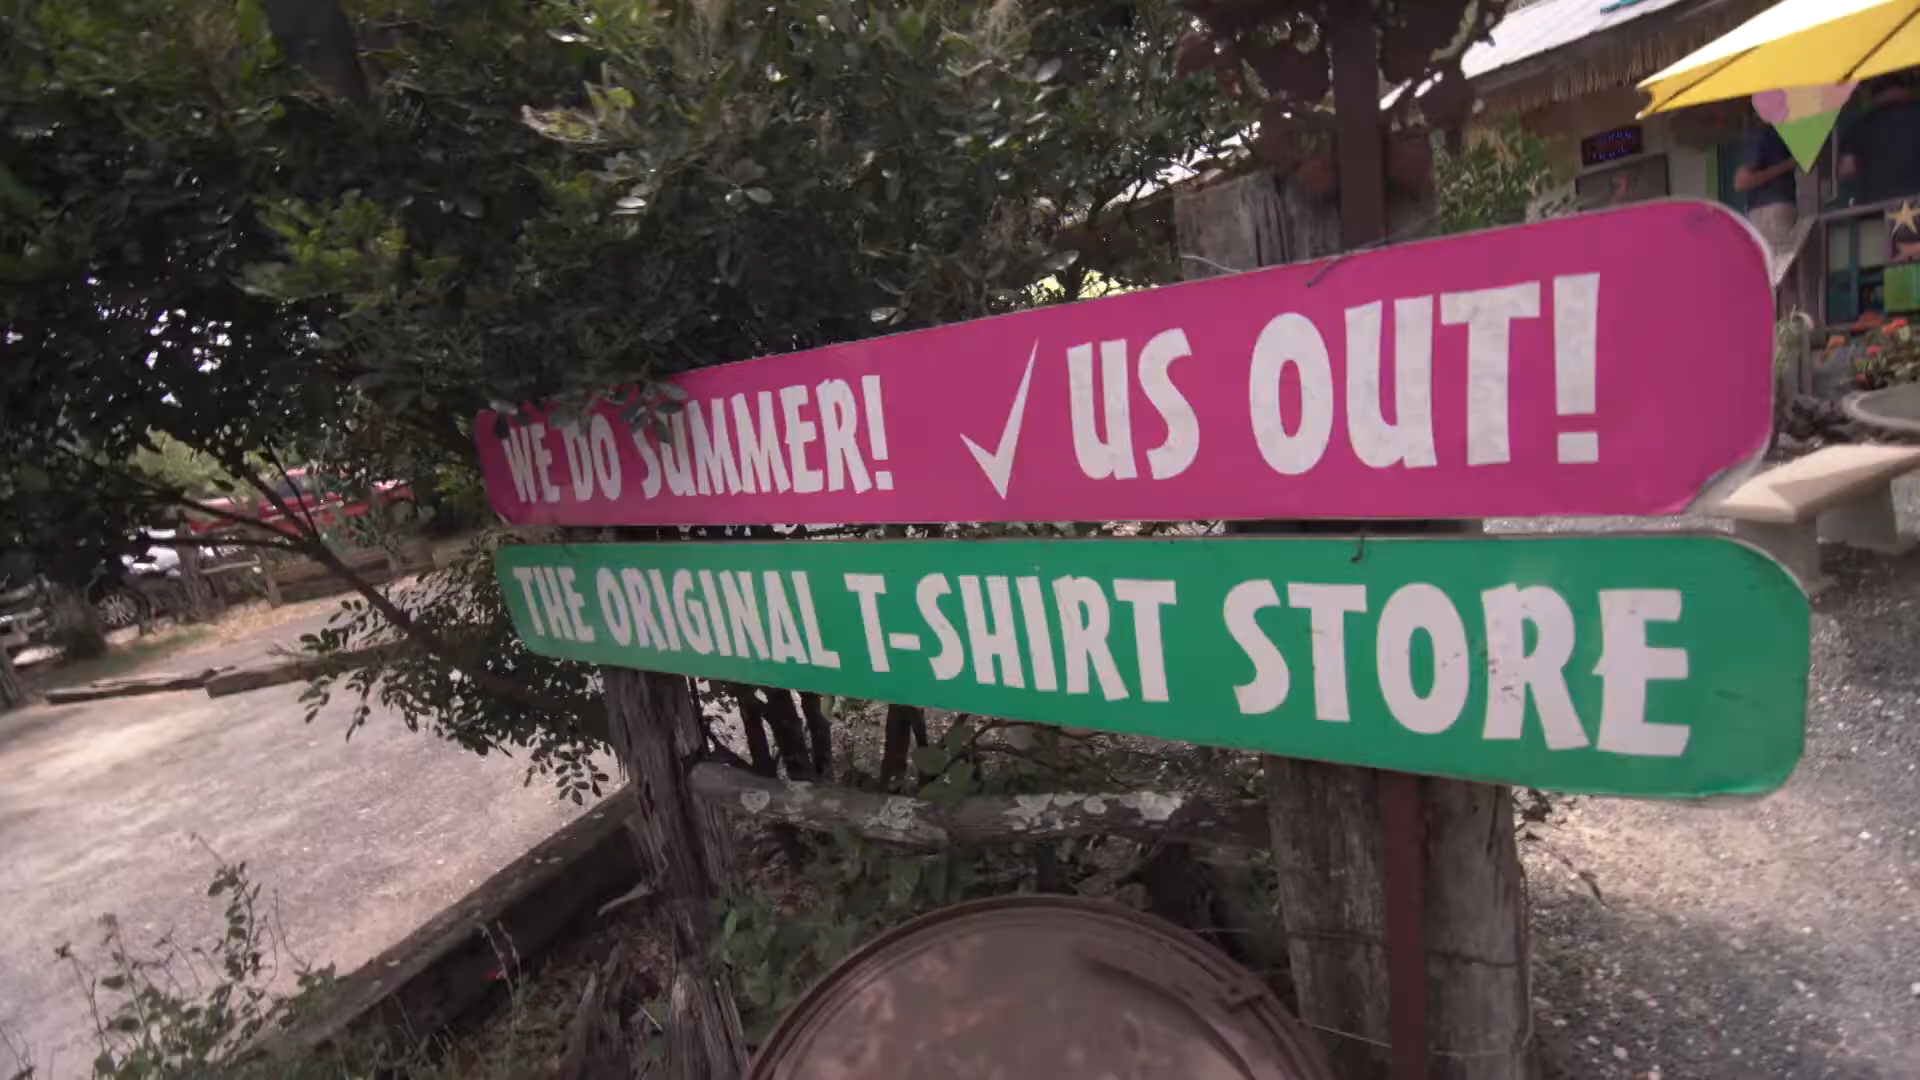 WE DO SUMMER! ✓ US OUT!
THE ORIGINAL T-SHIRT STORE